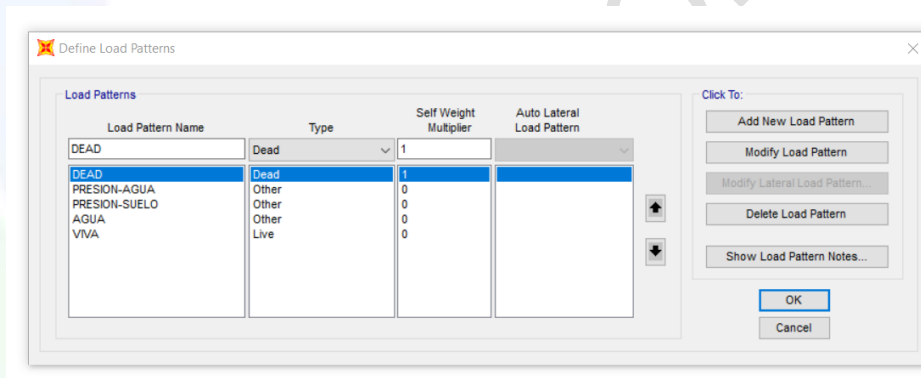 Define Load Patterns
Load Patterns
Load Pattern Name
Type
Self Weight
Multiplier
Auto Lateral
Load Pattern
DEAD
Dead
1
DEAD Dead 1
PRESION-AGUA Other 0
PRESION-SUELO Other 0
AGUA Other 0
VIVA Live 0
Click To:
Add New Load Pattern
Modify Load Pattern
Modify Lateral Load Pattern...
Delete Load Pattern
Show Load Pattern Notes...
OK
Cancel